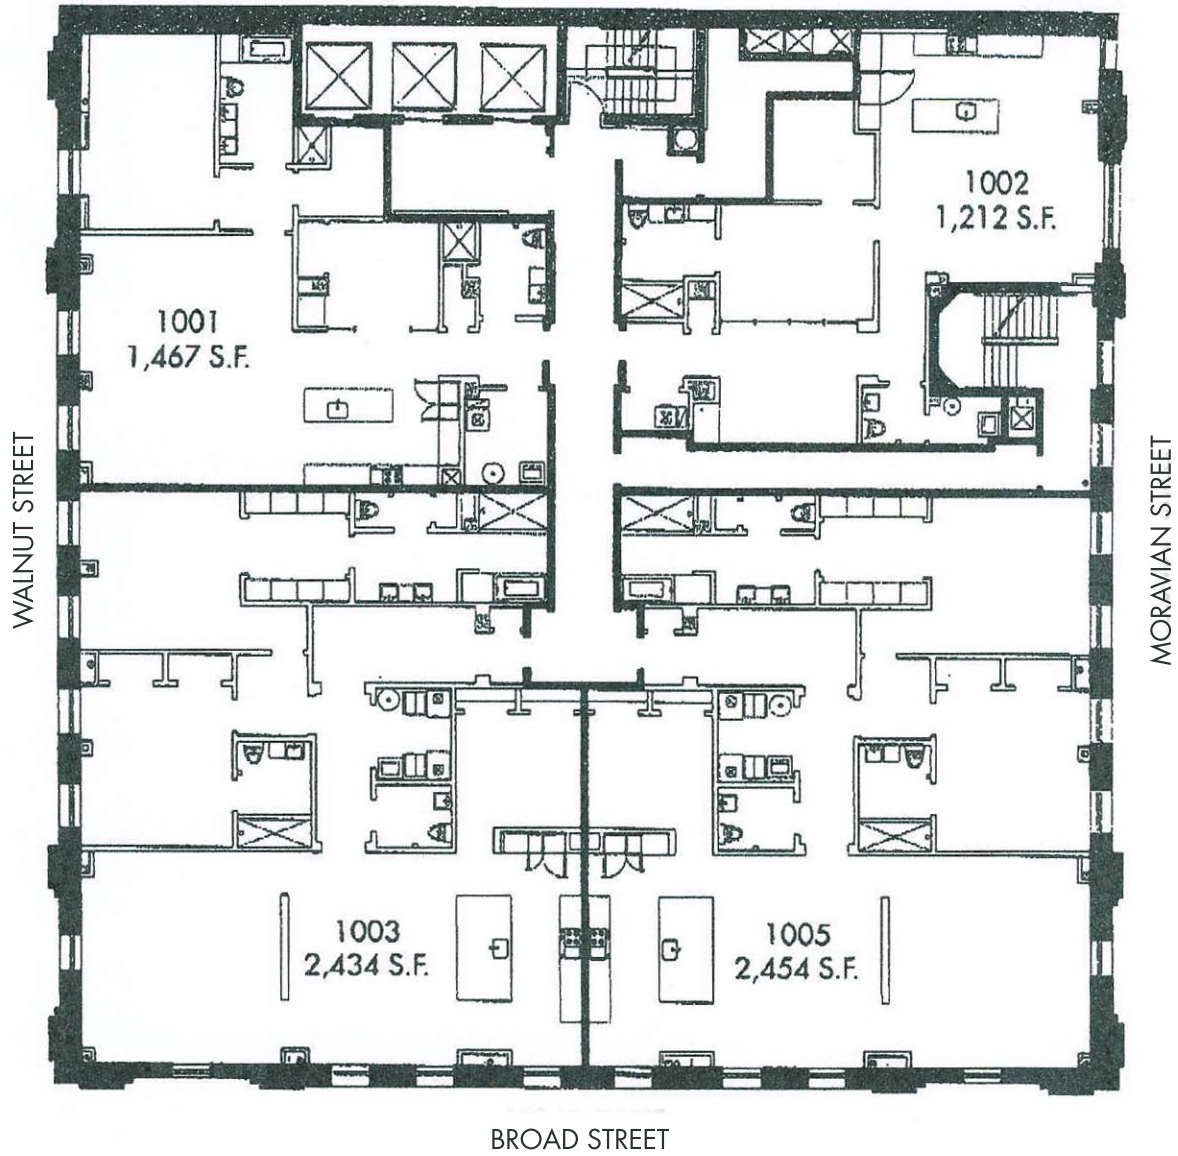 1002
1,212 S.F.
1001
1,467 S.F.
WALNUT STREET
MORAVIAN STREET
1003
2,434 S.F.
1005
2,454 S.F.
BROAD STREET